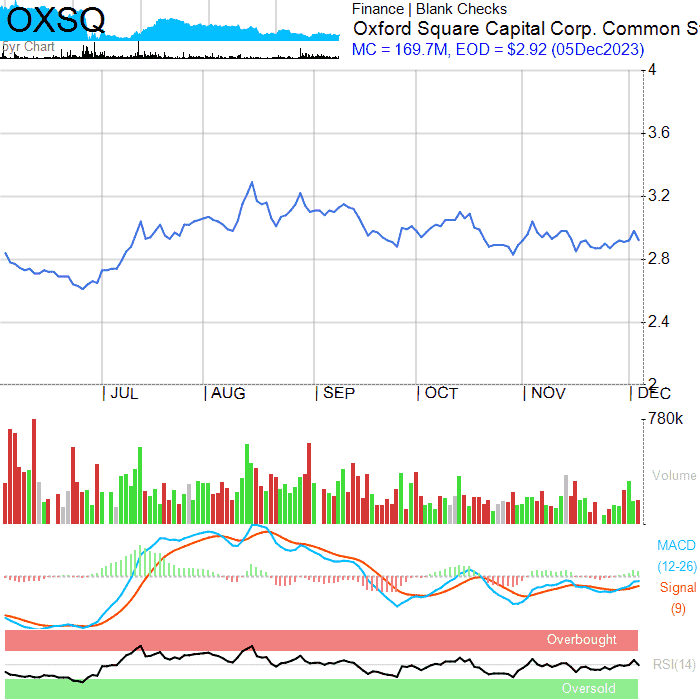 OXSQ
5yr Chart
Finance | Blank Checks
Oxford Square Capital Corp. Common S
MC = 169.7M, EOD = $2.92 (05Dec2023)
4
3.6
3.2
2.8
2.4
2
| JUL | AUG | SEP | OCT | NOV | DEC
780k
Volume
MACD
(12-26)
Signal
(9)
Overbought
RSI(14)
Oversold